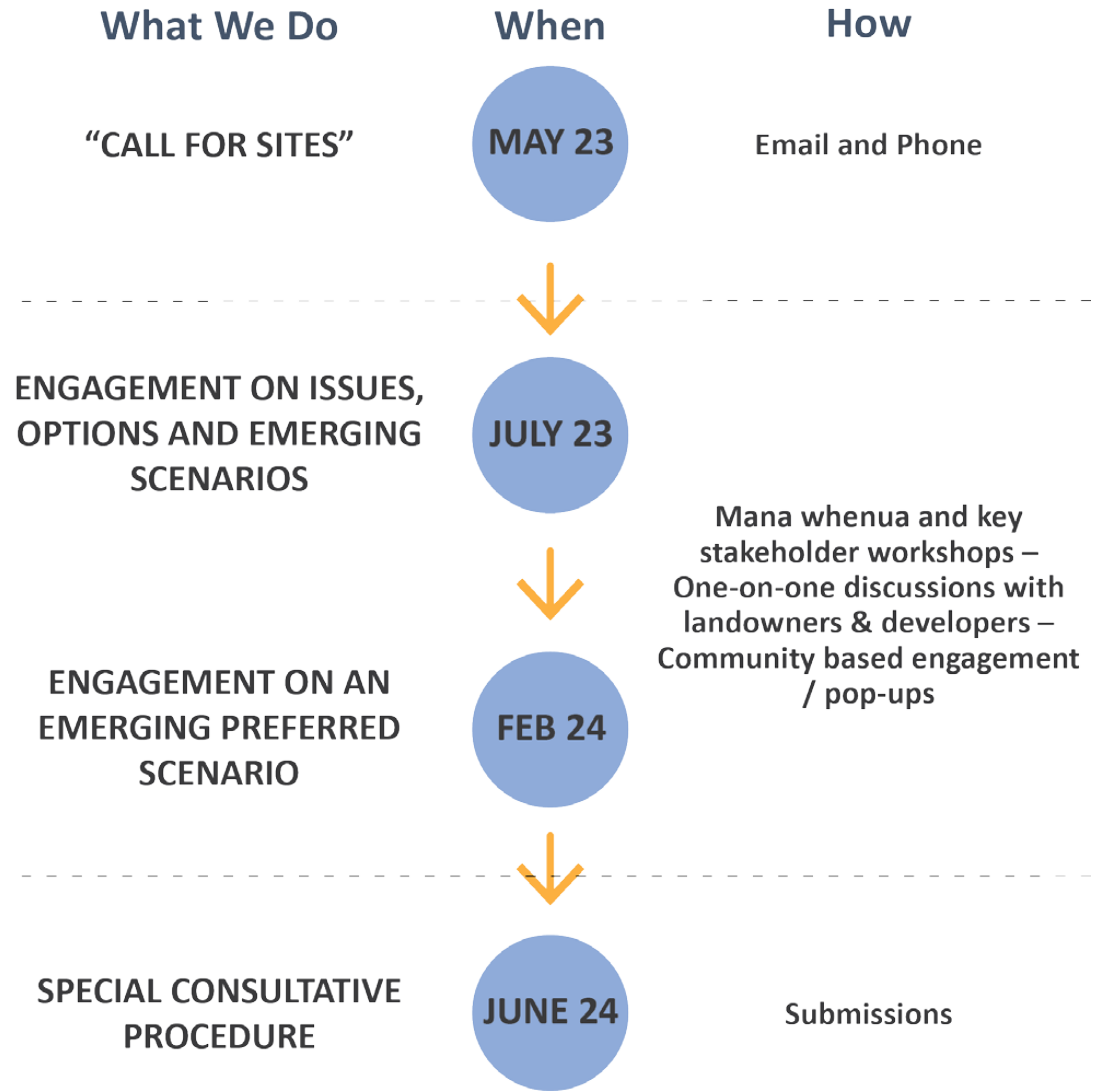 What We Do
When
How
“CALL FOR SITES”
MAY 23
Email and Phone
ENGAGEMENT ON ISSUES,
OPTIONS AND EMERGING
SCENARIOS
JULY 23
Mana whenua and key
stakeholder workshops –
One-on-one discussions with
landowners & developers –
Community based engagement
/ pop-ups
ENGAGEMENT ON AN
EMERGING PREFERRED
SCENARIO
FEB 24
SPECIAL CONSULTATIVE
PROCEDURE
JUNE 24
Submissions